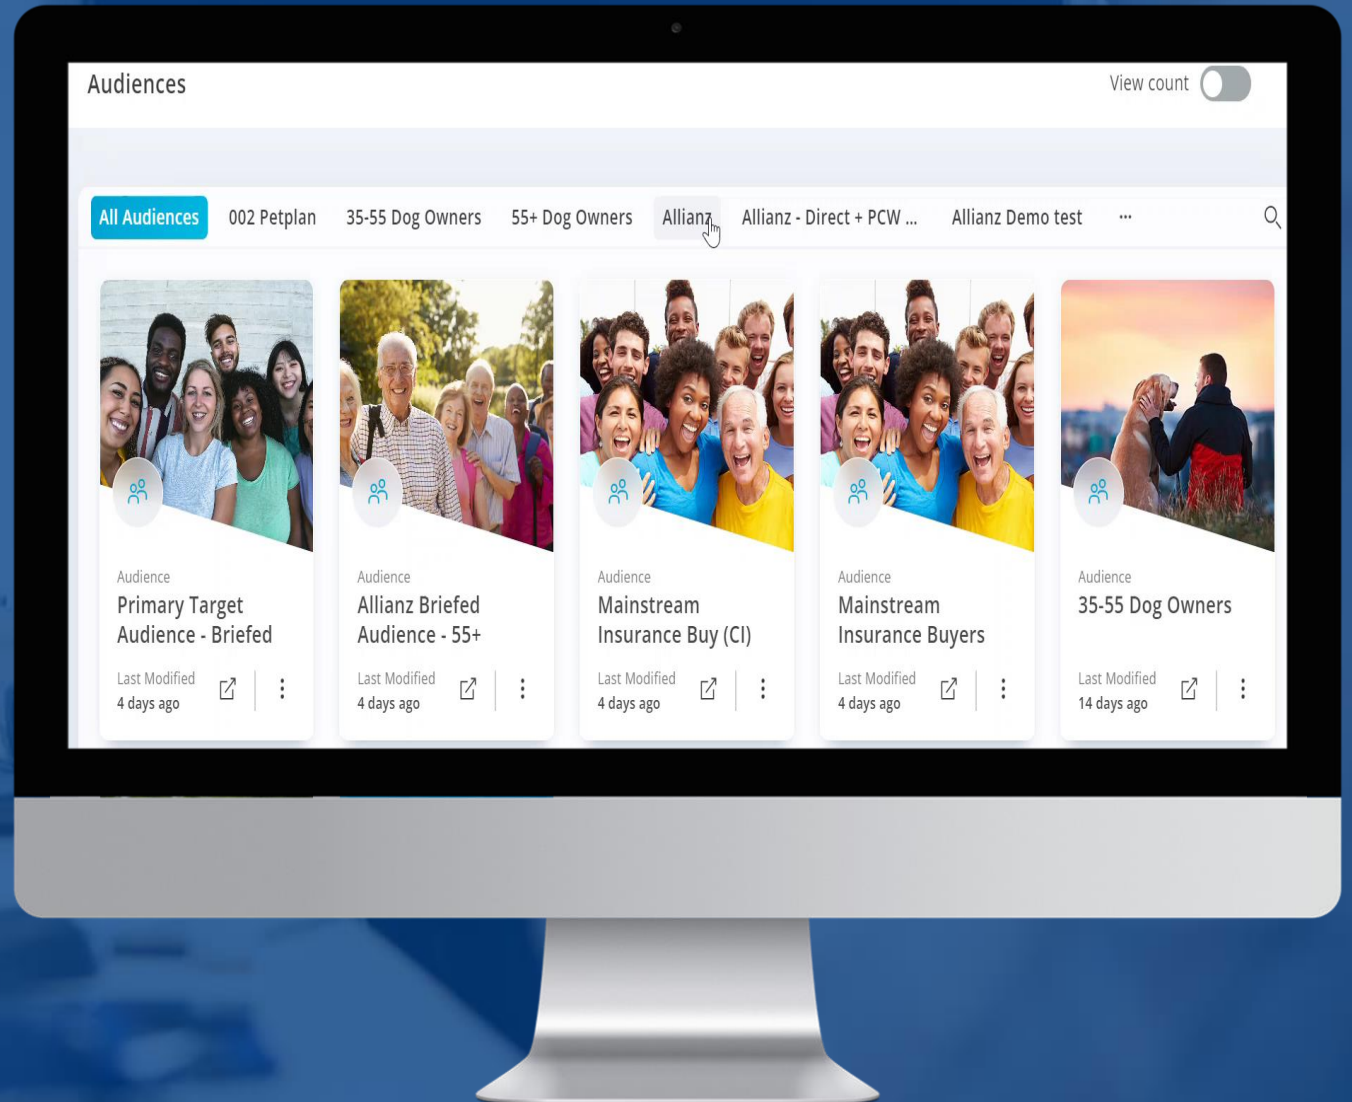 Audiences
View count
All Audiences 002 Petplan 35-55 Dog Owners 55+ Dog Owners Allianz Allianz - Direct + PCW ... Allianz Demo test ...
Audience
Primary Target
Audience - Briefed
Last Modified
4 days ago
Audience
Allianz Briefed
Audience - 55+
Last Modified
4 days ago
Audience
Mainstream
Insurance Buy (CI)
Last Modified
4 days ago
Audience
Mainstream
Insurance Buyers
Last Modified
4 days ago
Audience
35-55 Dog Owners
Last Modified
14 days ago